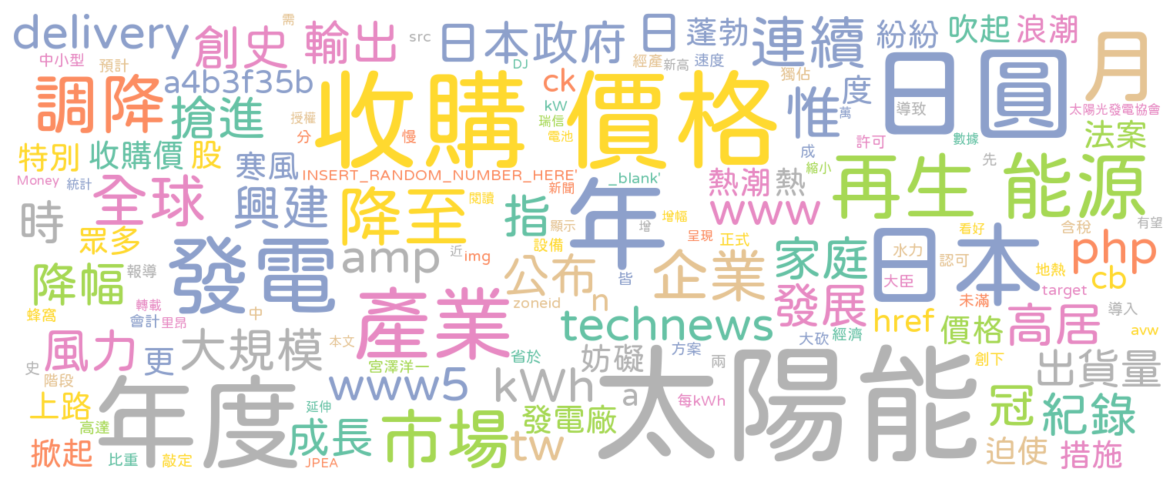 delivery
創史
輸出
src
日本政府
日
蓬勃
連續
紛紛
吹起
浪潮
需
中小型
預計
a4b3f35b
DJ
經產
新高
速度
獨佔
月
調降
搶進
授權
分
慢
收購價格
ck
kW
瑞信
電池
惟
度
萬
日圓
導致
太陽光發電協會
法案
數據
許可
特別
收購價
股
寒風
INSERT_RANDOM_NUMBER_HERE'
新聞
_blank'
熱潮
熱
成
縮小
先
再生能源
Money
統計
全球
時
眾多
興建
降至
閱讀
指
顯示
設備
年
增
增幅
呈現
正式
www
看好
含稅
有望
日本
水力
大臣
認可
地熱
php
cb
未滿
target
導入
avw
家庭
發展
企業
公布
n
皆
近
img
zoneid
amp
發電
降幅
報導
轉載
會計
里昂
中
蜂窩
產業
technews
大砍
經濟
href
價格
高居
風力
更
大規模
本文
宮澤洋一
省於
妨礙
方案
兩
創下
出貨量
史
階段
年度
www5
kWh
a
每kWh
太陽能
上路
高達
延伸
成長
市場
發電廠
tw
冠
紀錄
掀起
比重
敲定
JPEA
迫使
措施